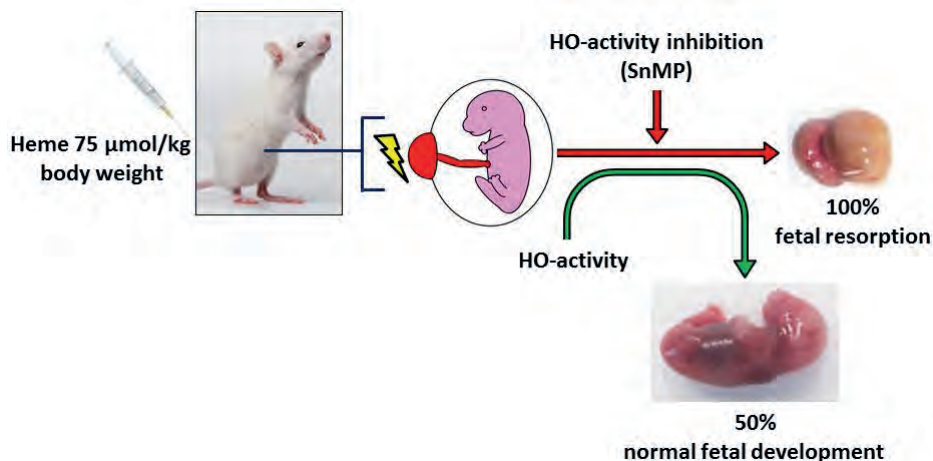 Heme 75 μmol/kg
body weight
HO-activity inhibition
(SnMP)
100%
fetal resorption
HO-activity
50%
normal fetal development